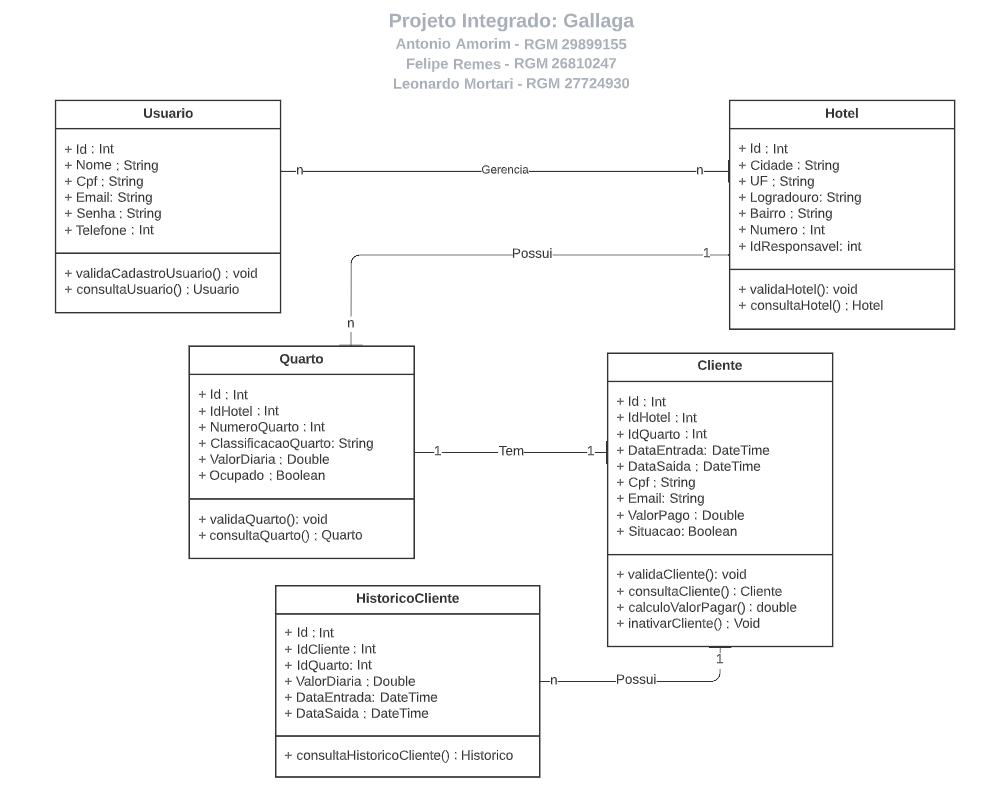 Projeto Integrado: Gallaga
Antonio Amorim - RGM 29899155
Felipe Remes - RGM 26810247
Leonardo Mortari - RGM 27724930
Usuario
+ Id : Int
+ Nome : String
+ Cpf : String
+ Email: String
+ Senha : String
+ Telefone : Int
+ validaCadastroUsuario() : void
+ consultaUsuario() : Usuario
n
Gerencia
n
Hotel
+ Id : Int
+ Cidade : String
+ UF : String
+ Logradouro: String
+ Bairro : String
+ Numero : Int
+ IdResponsavel: int
+ validaHotel(): void
+ consultaHotel() : Hotel
Possui
1
n
Quarto
+ Id : Int
+ IdHotel : Int
+ NumeroQuarto : Int
+ ClassificacaoQuarto: String
+ ValorDiaria : Double
+ Ocupado : Boolean
+ validaQuarto(): void
+ consultaQuarto() : Quarto
1
Tem
1
Cliente
+ Id : Int
+ IdHotel : Int
+ IdQuarto : Int
+ DataEntrada: DateTime
+ DataSaida : DateTime
+ Cpf : String
+ Email: String
+ ValorPago : Double
+ Situacao: Boolean
+ validaCliente(): void
+ consultaCliente() : Cliente
+ calculoValorPagar() : double
+ inativarCliente() : Void
HistoricoCliente
+ Id : Int
+ IdCliente : Int
+ IdQuarto: Int
+ ValorDiaria : Double
+ DataEntrada: DateTime
+ DataSaida : DateTime
+ consultaHistoricoCliente() : Historico
n
Possui
1